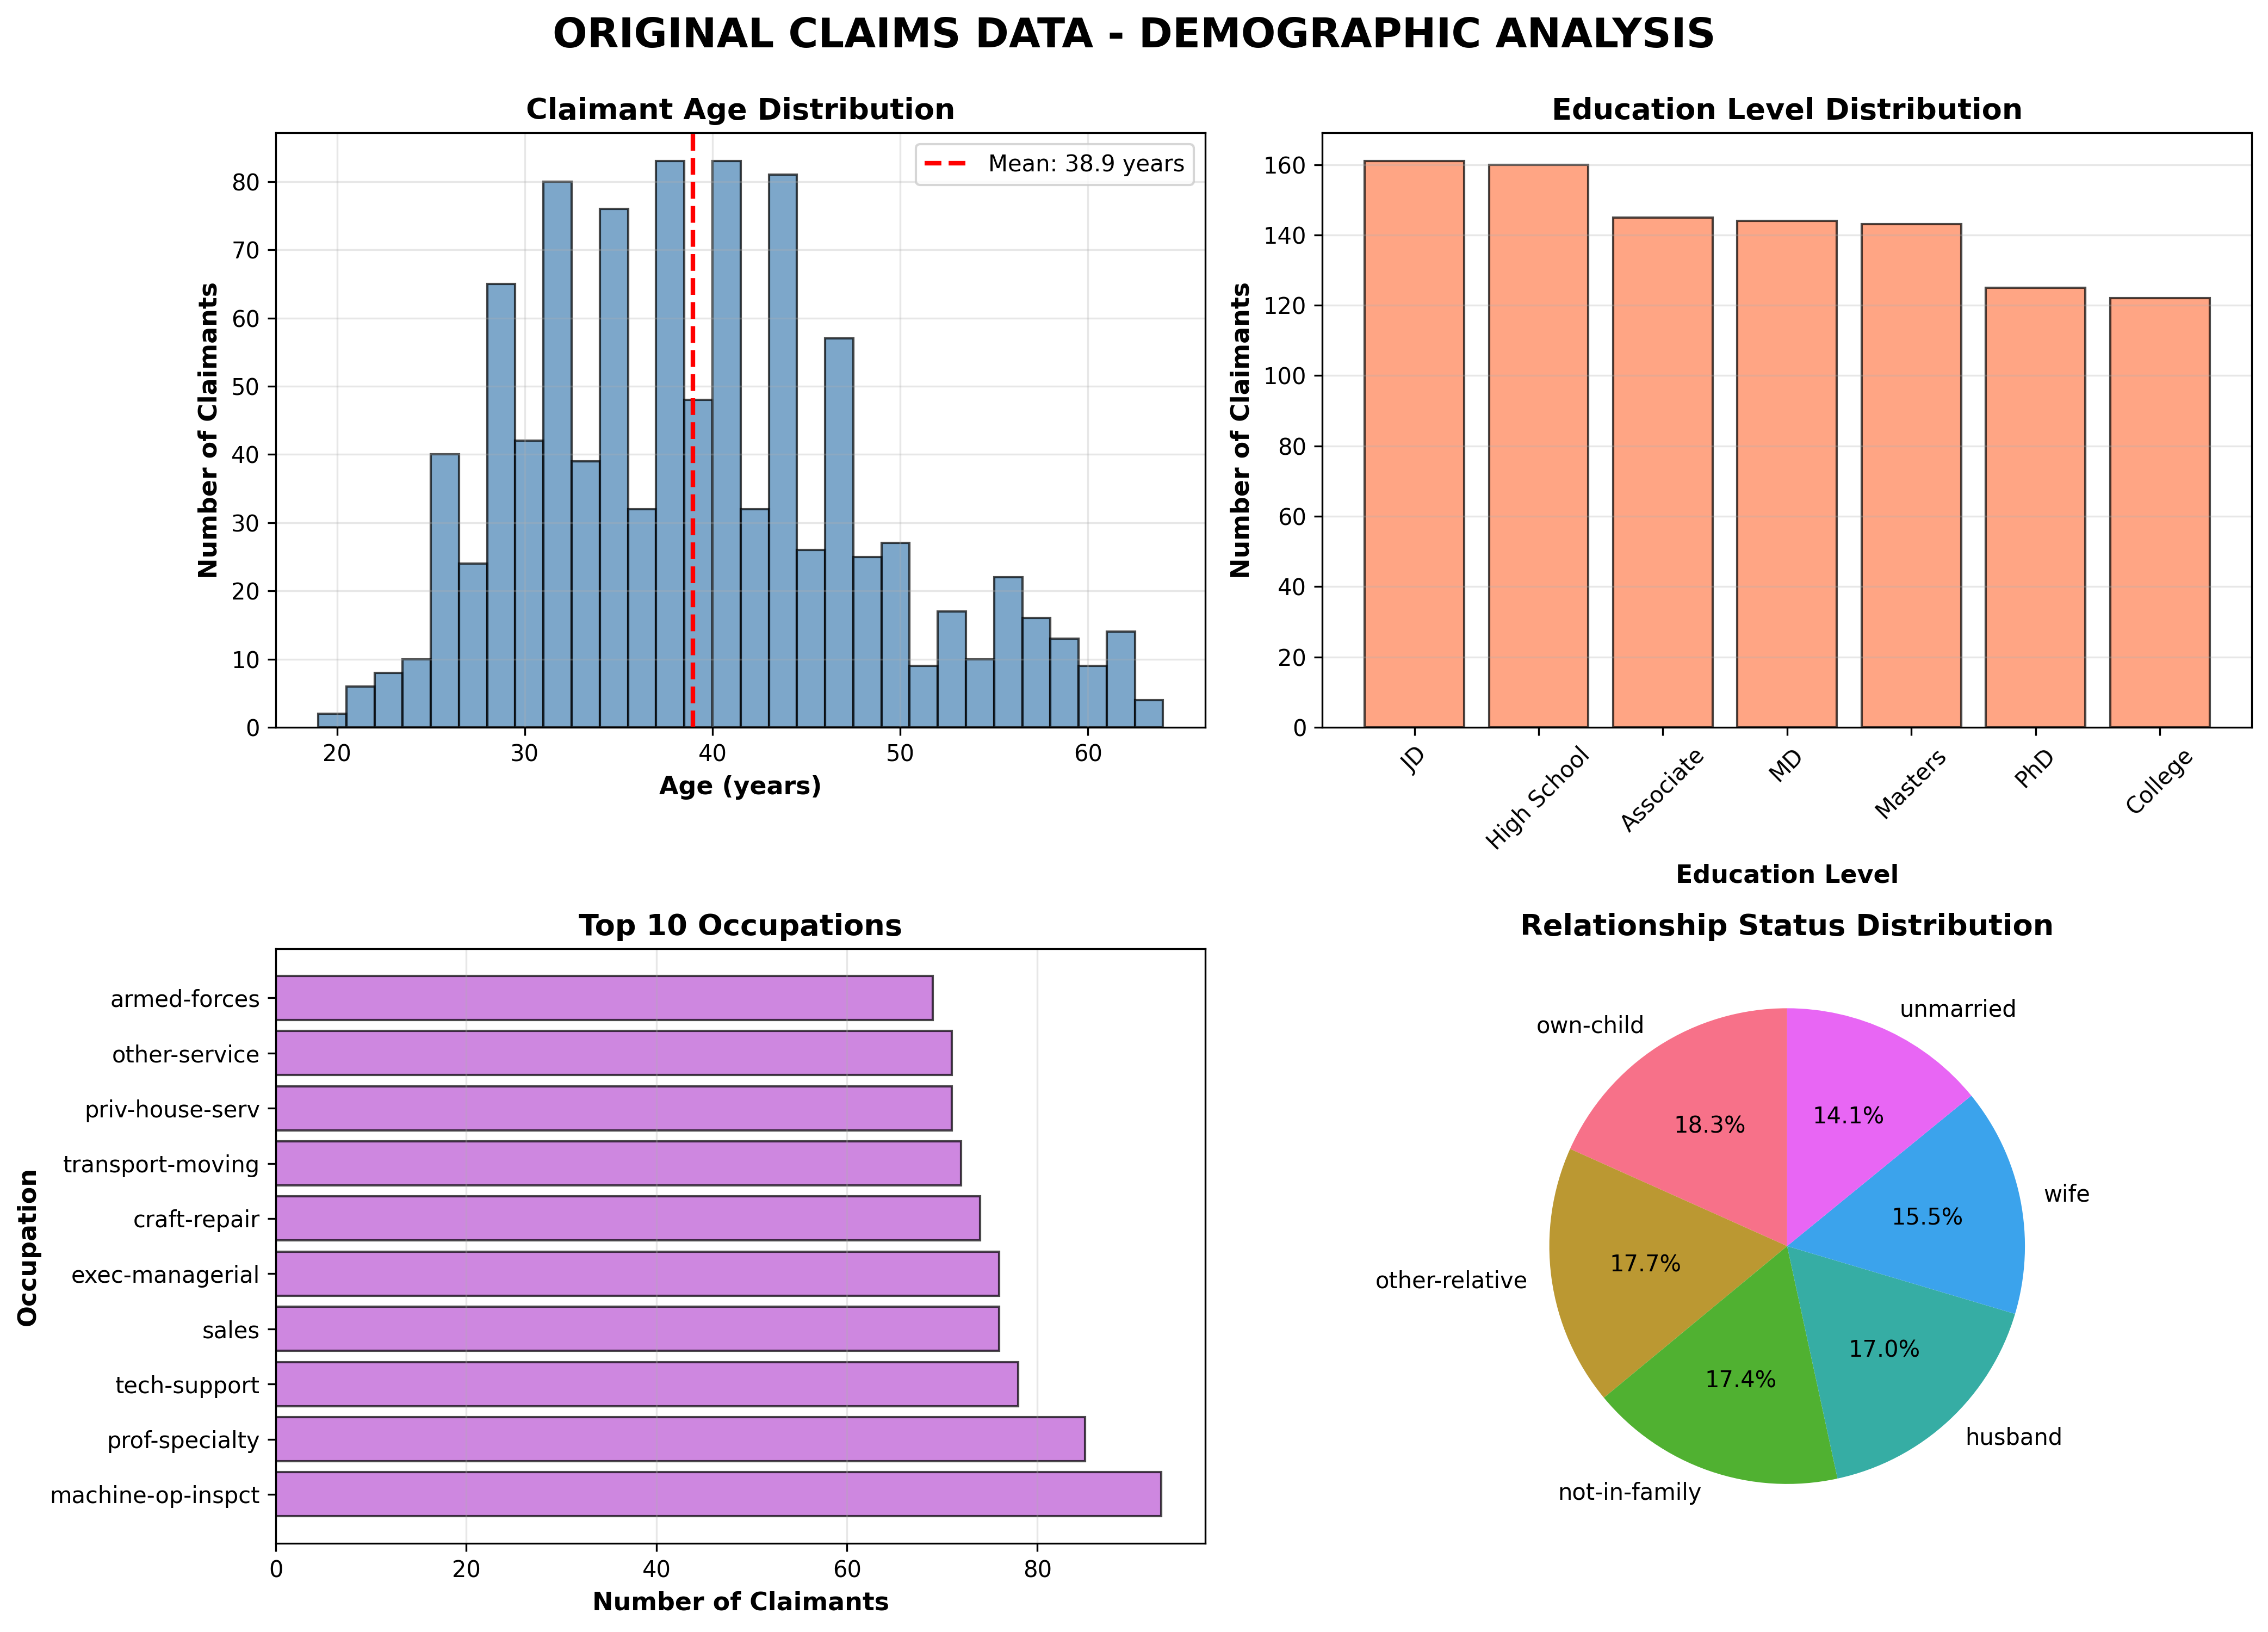 ORIGINAL CLAIMS DATA - DEMOGRAPHIC ANALYSIS
Claimant Age Distribution
Number of Claimants
80
70
60
50
40
30
20
10
0
Mean: 38.9 years
20 30 40 50 60
Age (years)
Education Level Distribution
Number of Claimants
160
140
120
100
80
60
40
20
0
JD
High School
Associate
MD
Masters
PhD
College
Education Level
Top 10 Occupations
Occupation
armed-forces
other-service
priv-house-serv
transport-moving
craft-repair
exec-managerial
sales
tech-support
prof-specialty
machine-op-inspct
0 20 40 60 80
Number of Claimants
Relationship Status Distribution
unmarried
own-child
14.1%
18.3%
wife
15.5%
17.7%
other-relative
17.0%
17.4%
husband
not-in-family